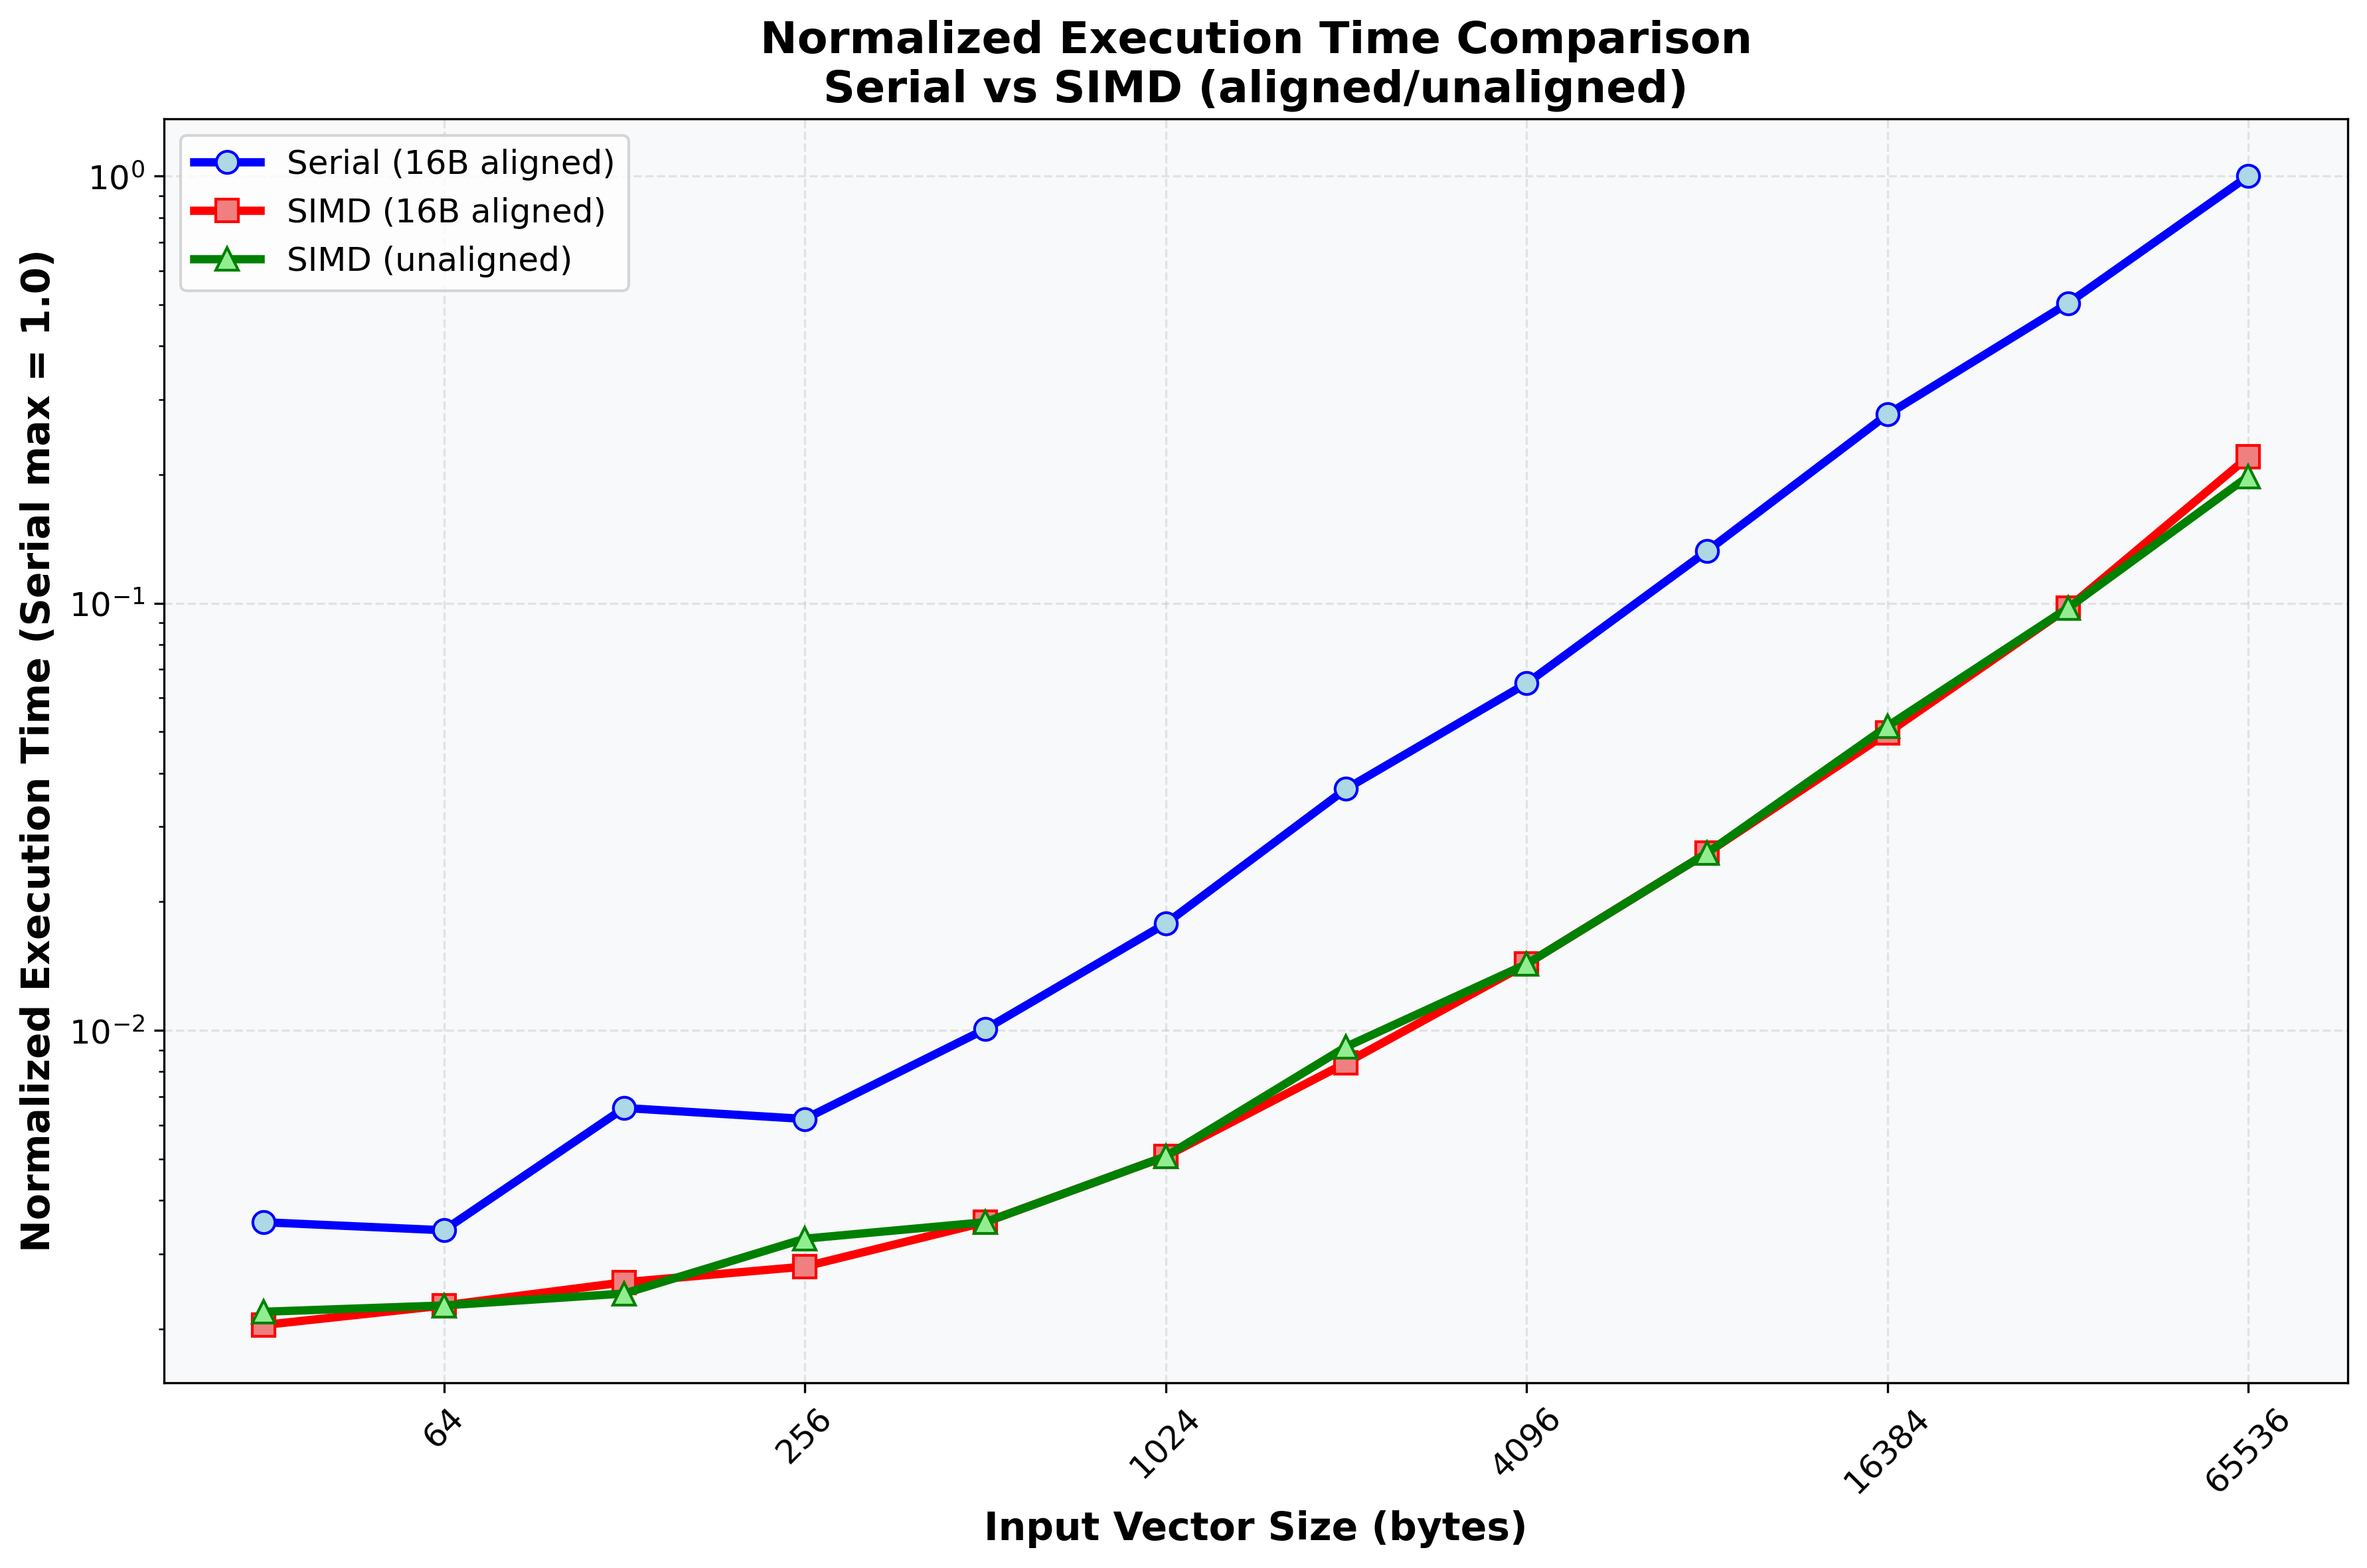 Normalized Execution Time Comparison
Serial vs SIMD (aligned/unaligned)
Serial (16B aligned)
SIMD (16B aligned)
SIMD (unaligned)
Normalized Execution Time (Serial max = 1.0)
10⁰
10⁻¹
10⁻²
64
256
1024
4096
16384
65536
Input Vector Size (bytes)